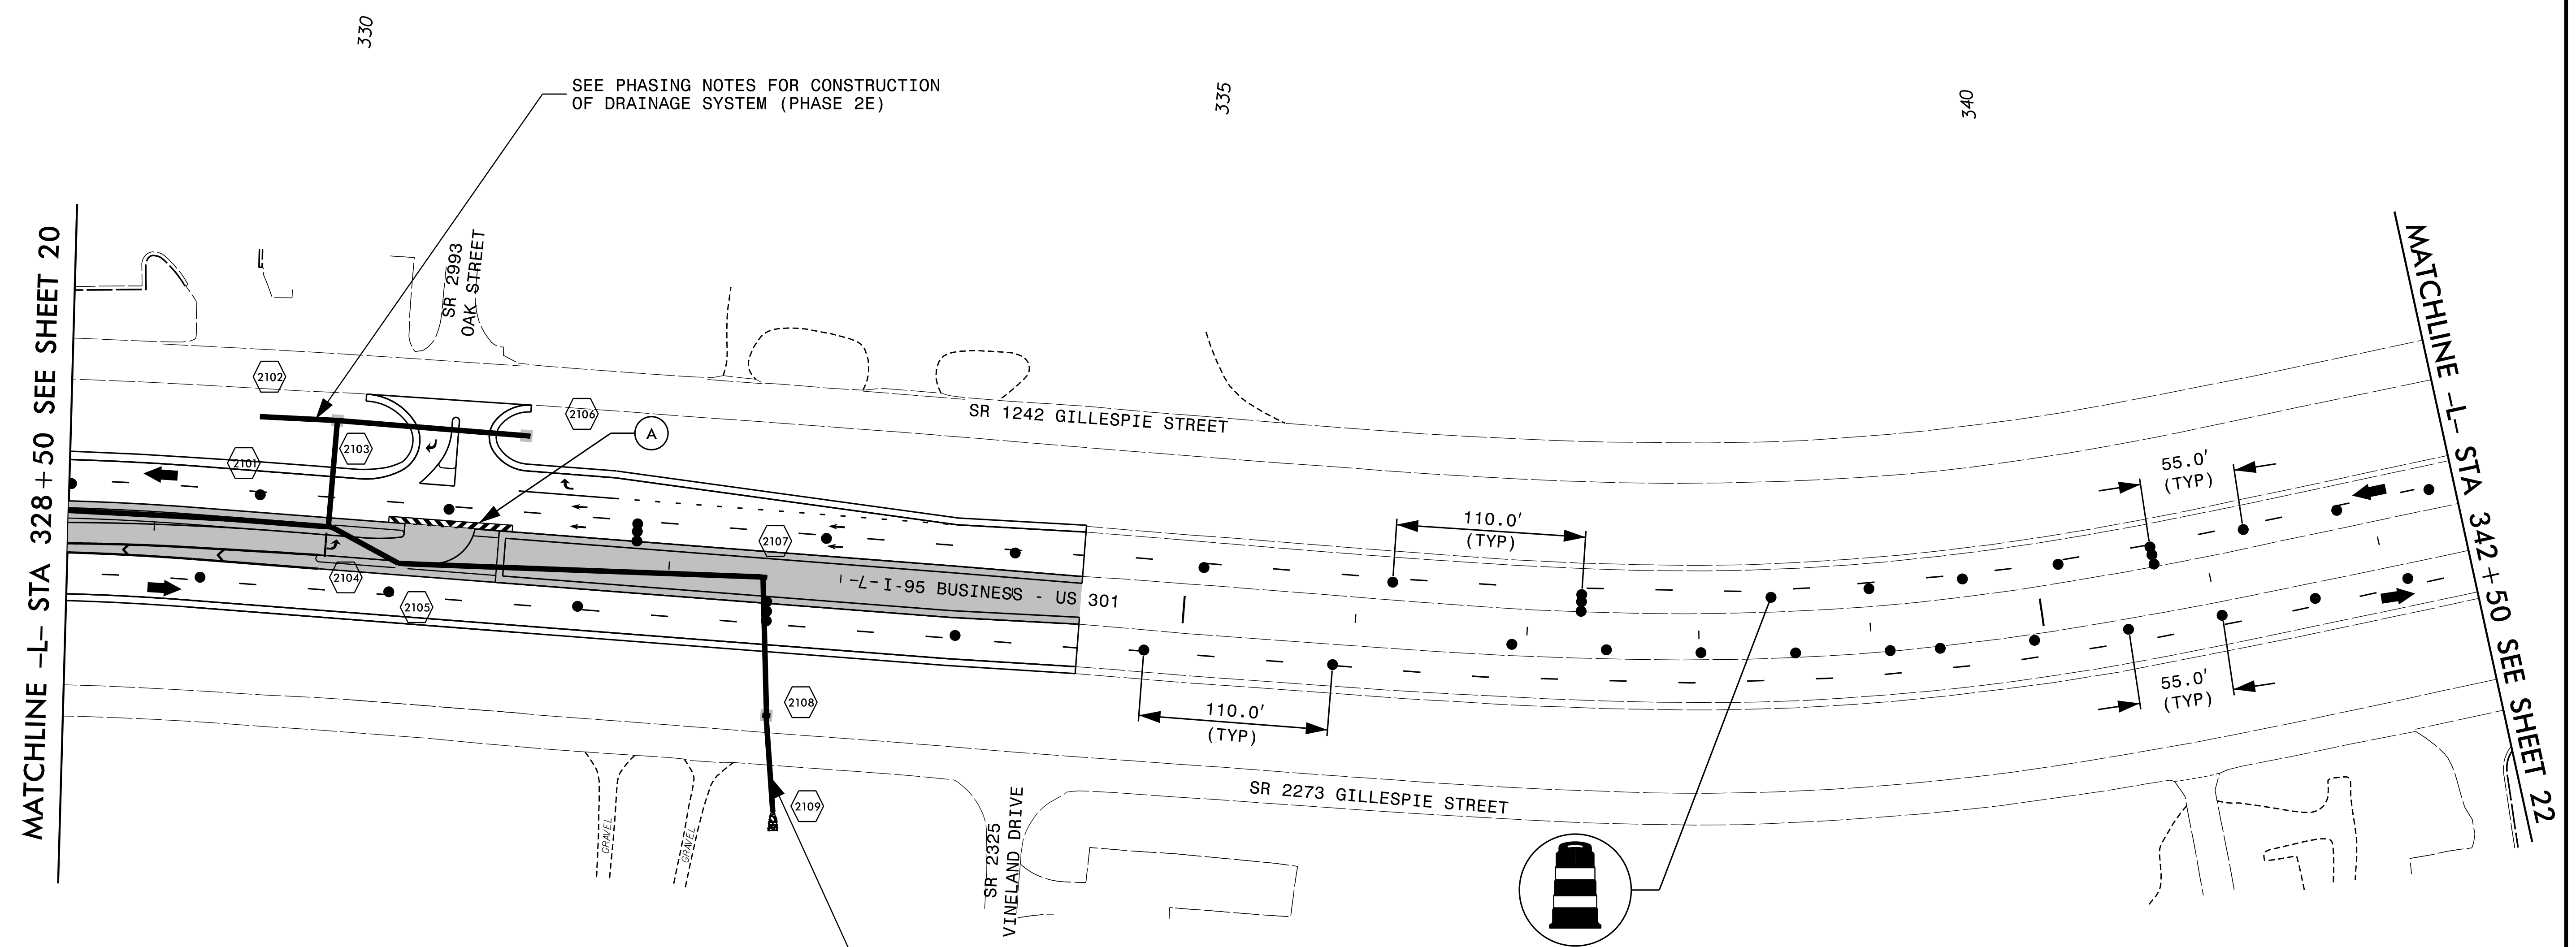 330
335
340
SEE PHASING NOTES FOR CONSTRUCTION
OF DRAINAGE SYSTEM (PHASE 2E)
MATCHLINE -L- STA 328+50 SEE SHEET 20
SR 2993
OAK STREET
2102
2106
2103
2101
A
SR 1242 GILLESPIE STREET
2107
2104
2105
-L- I-95 BUSINESS - US 301
110.0'
(TYP)
55.0'
(TYP)
110.0'
(TYP)
55.0'
(TYP)
2108
2109
GRAVEL
GRAVEL
SR 2325
VINELAND DRIVE
SR 2273 GILLESPIE STREET
MATCHLINE -L- STA 342+50 SEE SHEET 22